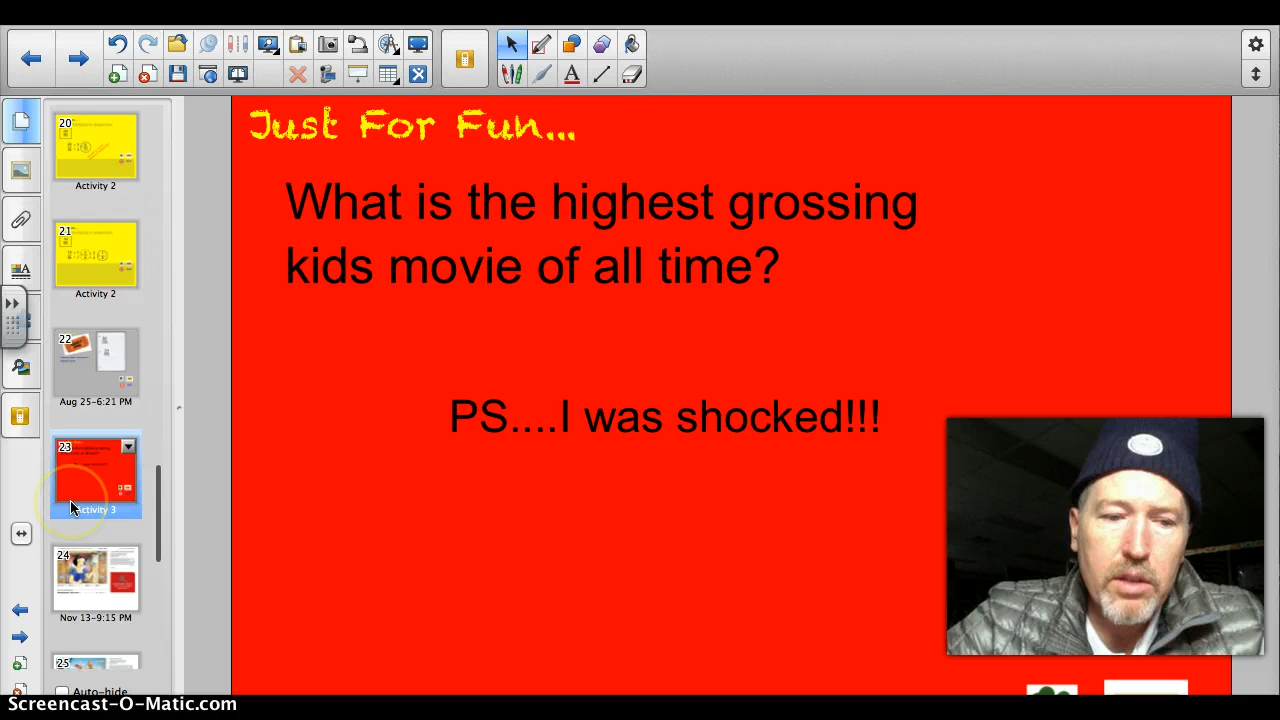 Just For Fun...
What is the highest grossing
kids movie of all time?
PS....I was shocked!!!
20
Activity 2
21
Activity 2
22
Aug 25-6:21 PM
23
Activity 3
24
Nov 13-9:15 PM
25
Auto-hide
Screencast-O-Matic.com